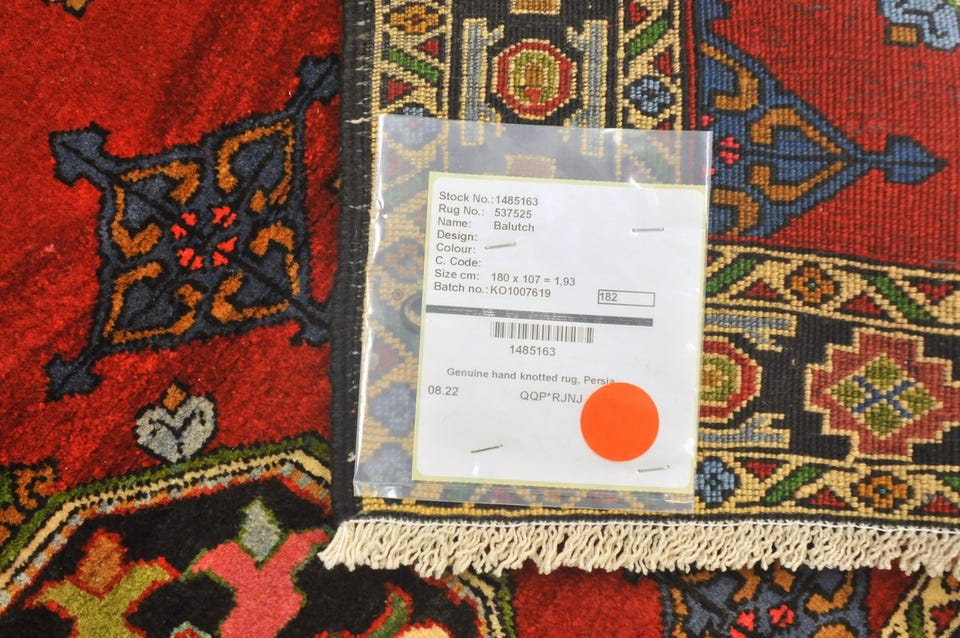 Stock No.:1485163
Rug No.: 537525
Name: Balutch
Design:
Colour:
C. Code:
Size cm: 180 x 107 = 1,93
Batch no.:KO1007619
182
1485163
Genuine hand knotted rug, Persia
08.22 QQP*RJNJ